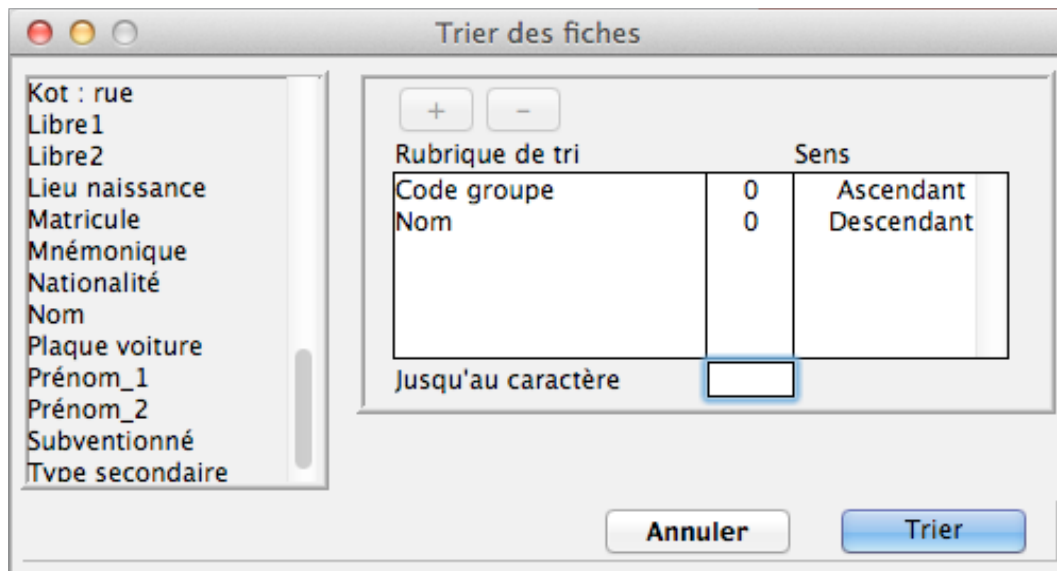 Trier des fiches
Kot : rue
Libre1
Libre2
Lieu naissance
Matricule
Mnémonique
Nationalité
Nom
Plaque voiture
Prénom_1
Prénom_2
Subventionné
Type secondaire
+ -
Rubrique de tri Sens
Code groupe 0 Ascendant
Nom 0 Descendant
Jusqu'au caractère
Annuler Trier